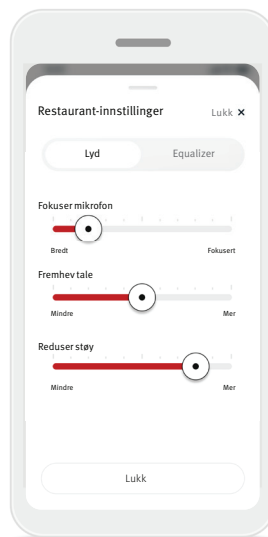 Restaurant-innstillinger
Lukk ×
Lyd Equalizer
Fokuser mikrofon
Bredt Fokusert
Fremhev tale
Mindre Mer
Reduser støy
Mindre Mer
Lukk